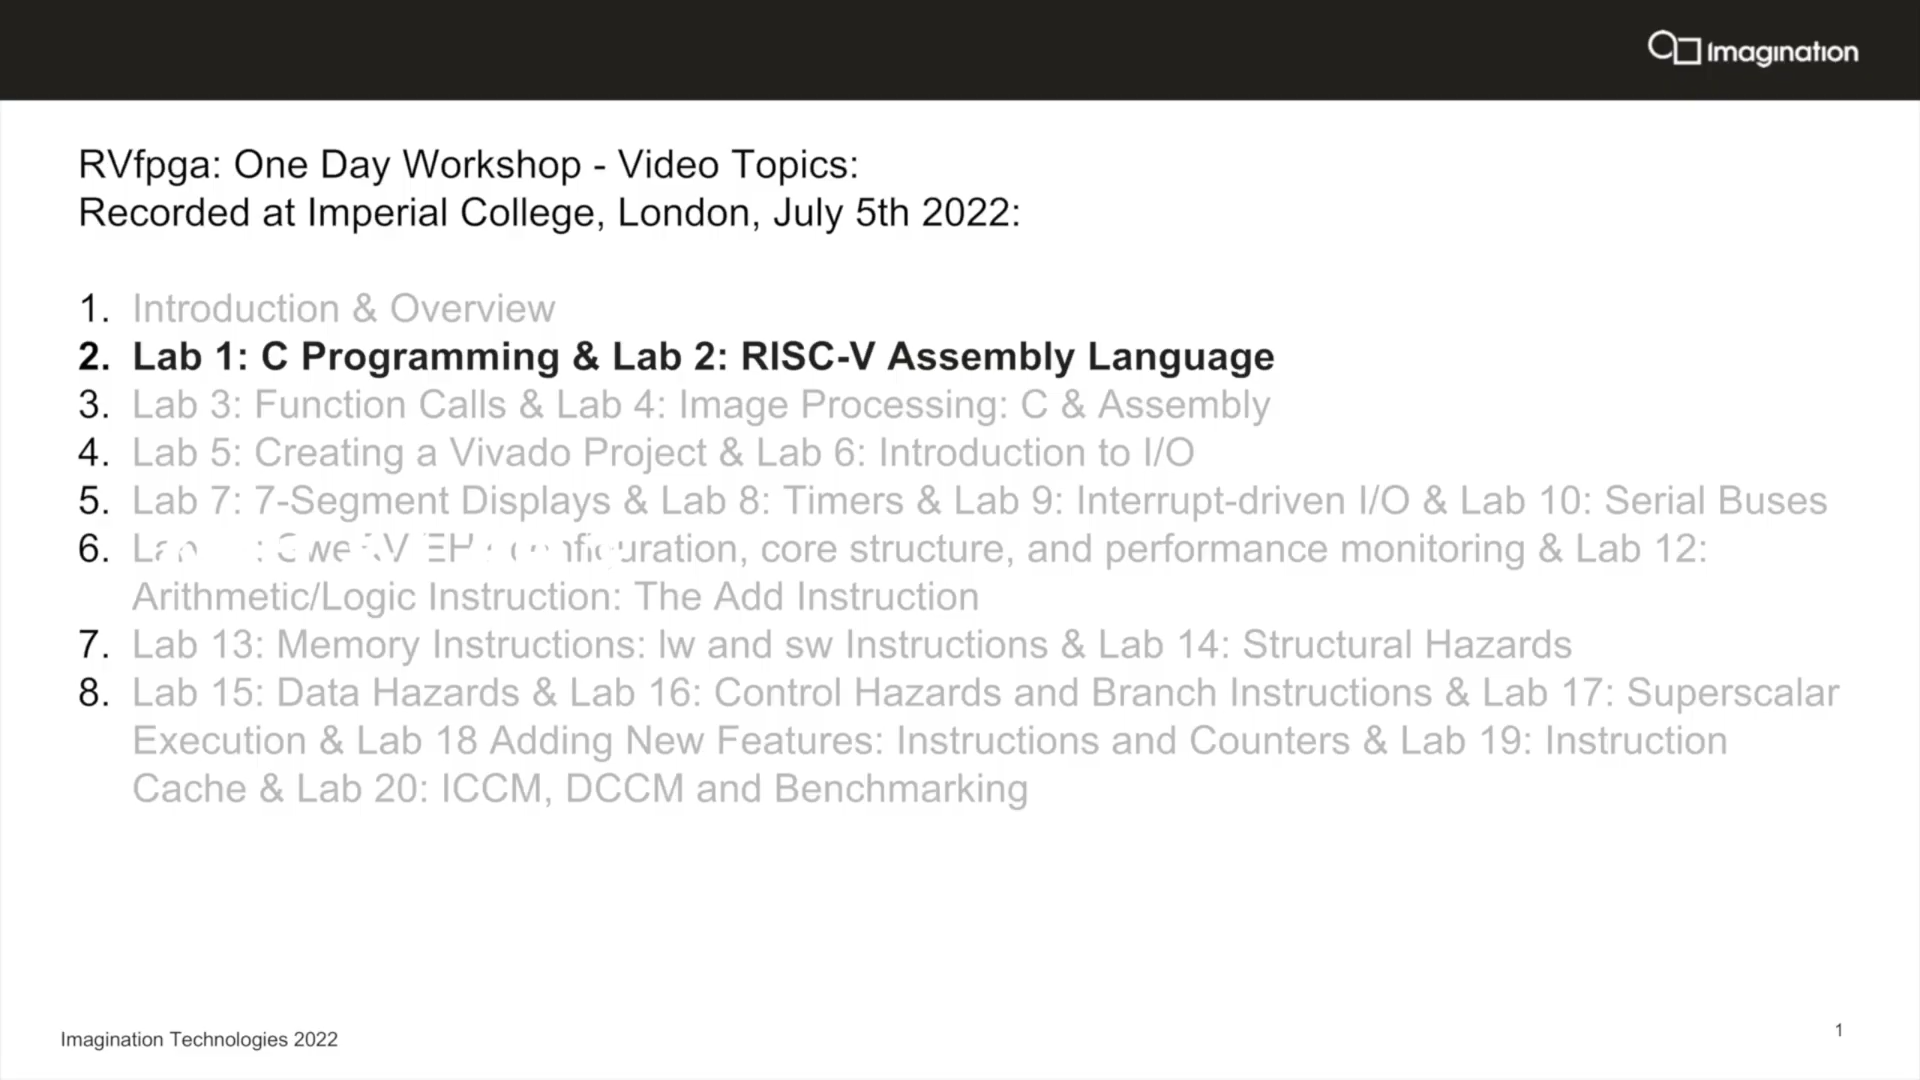 Imagination
RVfpga: One Day Workshop - Video Topics:
Recorded at Imperial College, London, July 5th 2022:
1. Introduction & Overview
2. Lab 1: C Programming & Lab 2: RISC-V Assembly Language
3. Lab 3: Function Calls & Lab 4: Image Processing: C & Assembly
4. Lab 5: Creating a Vivado Project & Lab 6: Introduction to I/O
5. Lab 7: 7-Segment Displays & Lab 8: Timers & Lab 9: Interrupt-driven I/O & Lab 10: Serial Buses
6. core structure, and performance monitoring & Lab 12:
Arithmetic/Logic Instruction: The Add Instruction
7. Lab 13: Memory Instructions: lw and sw Instructions & Lab 14: Structural Hazards
8. Lab 15: Data Hazards & Lab 16: Control Hazards and Branch Instructions & Lab 17: Superscalar
Execution & Lab 18 Adding New Features: Instructions and Counters & Lab 19: Instruction
Cache & Lab 20: ICCM, DCCM and Benchmarking
Imagination Technologies 2022
1